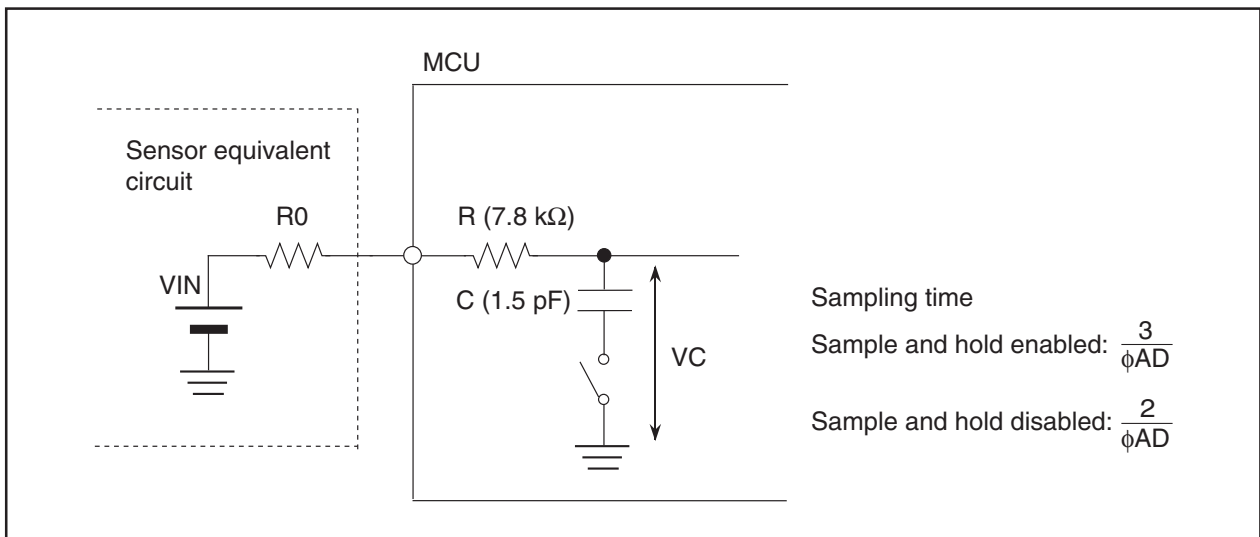 MCU
Sensor equivalent
circuit
R0
R (7.8 kΩ)
VIN
C (1.5 pF)
VC
Sampling time
Sample and hold enabled: 3/ϕAD
Sample and hold disabled: 2/ϕAD